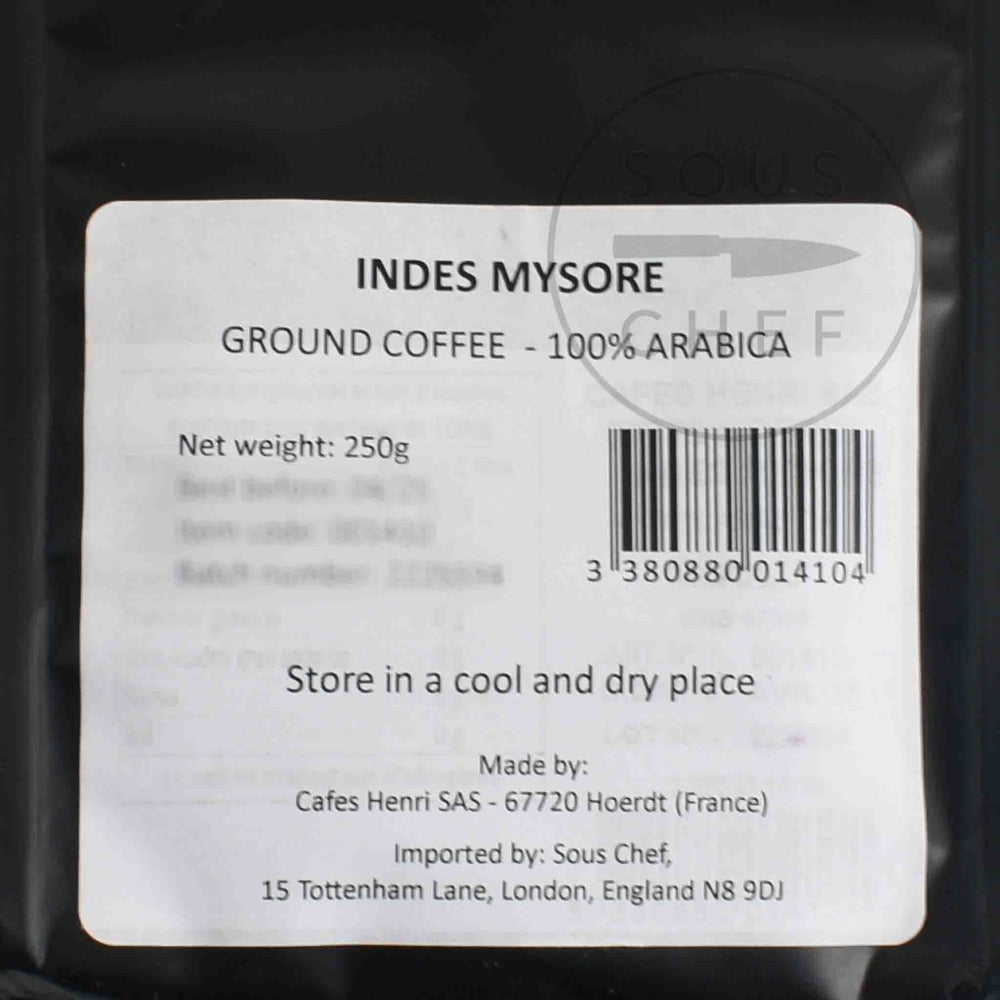 SOUS
CHEF
INDES MYSORE
GROUND COFFEE - 100% ARABICA
Net weight: 250g
3 380880 014104
Store in a cool and dry place
Made by:
Cafes Henri SAS - 67720 Hoerdt (France)
Imported by: Sous Chef,
15 Tottenham Lane, London, England N8 9DJ